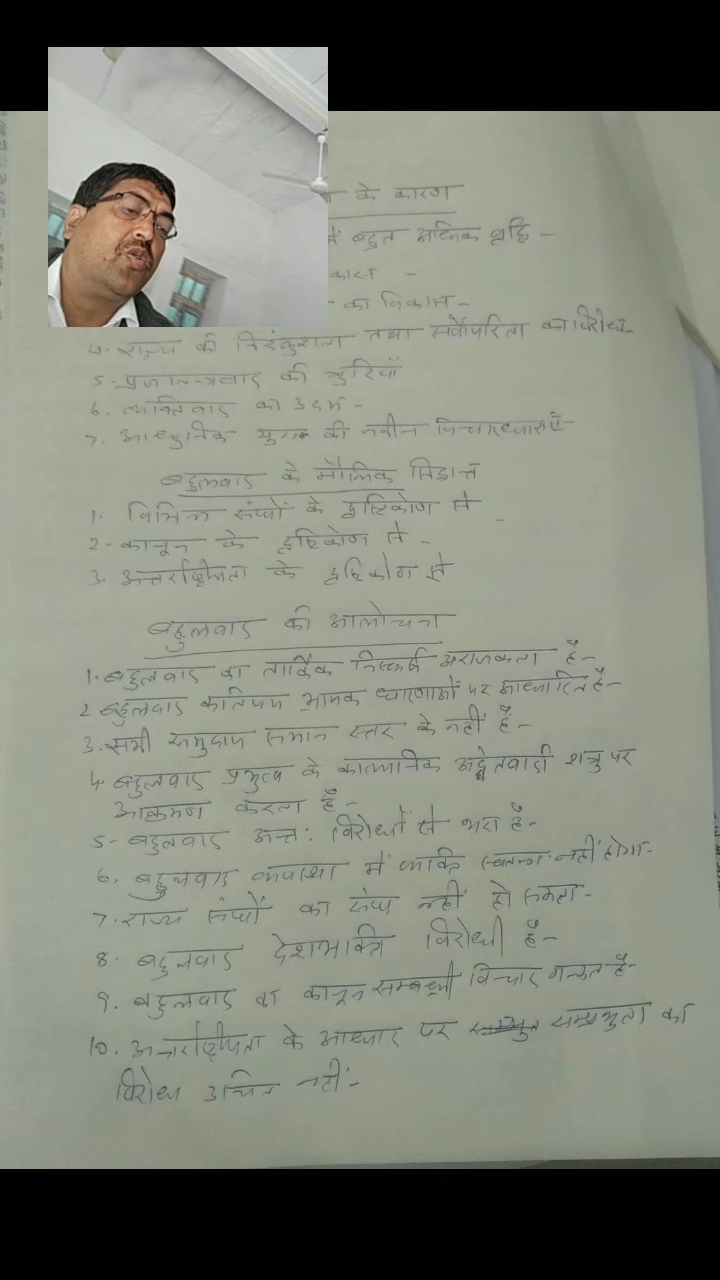 के कारण
में बहुत अधिक वृद्धि -
का विकास -
4. राज्य की निरंकुशता तथा सर्वोपरिता का विरोध -
5. प्रजातन्त्रवाद की त्रुटियाँ
6. व्यक्तिवाद का उदय -
7. आधुनिक युग की नवीन विचारधाराएँ -
बहुलवाद के मौलिक सिद्धान्त
1. विभिन्न संघों के दृष्टिकोण से -
2- कानून के दृष्टिकोण से -
3. अन्तर्राष्ट्रीयता के दृष्टिकोण से
बहुलवाद की आलोचना
1. बहुलवाद का तार्किक निष्कर्ष अराजकता है -
2 बहुलवाद कतिपय भ्रामक धारणाओं पर आधारित है -
3. सभी समुदाय समान स्तर के नहीं हैं -
4. बहुलवाद प्रभुत्व के काल्पनिक अद्वैतवादी शत्रु पर
आक्रमण करता है -
5- बहुलवाद अन्त: विरोधों से भरा है -
6. बहुलवाद व्यवस्था में व्यक्ति स्वतन्त्र नहीं होगा -
7. राज्य संघों का संघ नहीं हो सकता -
8. बहुलवाद देशभक्ति विरोधी है -
9. बहुलवाद का कानून सम्बन्धी विचार गलत है -
10. अन्तर्राष्ट्रीयता के आधार पर सम्प्रभुता का
विरोध उचित नहीं -